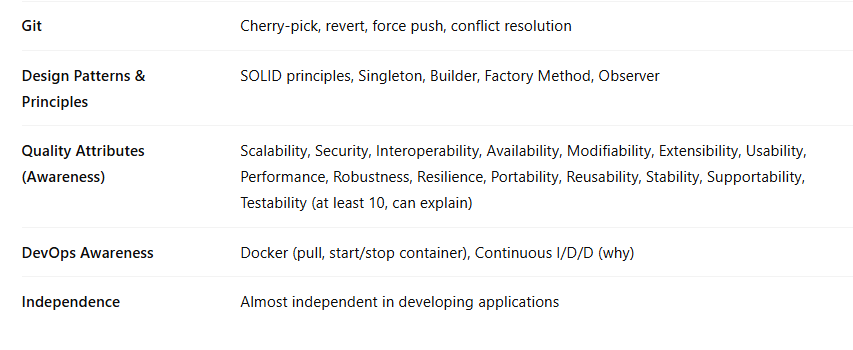 Git
Cherry-pick, revert, force push, conflict resolution
Design Patterns &
Principles
SOLID principles, Singleton, Builder, Factory Method, Observer
Quality Attributes
(Awareness)
Scalability, Security, Interoperability, Availability, Modifiability, Extensibility, Usability,
Performance, Robustness, Resilience, Portability, Reusability, Stability, Supportability,
Testability (at least 10, can explain)
DevOps Awareness
Docker (pull, start/stop container), Continuous I/D/D (why)
Independence
Almost independent in developing applications